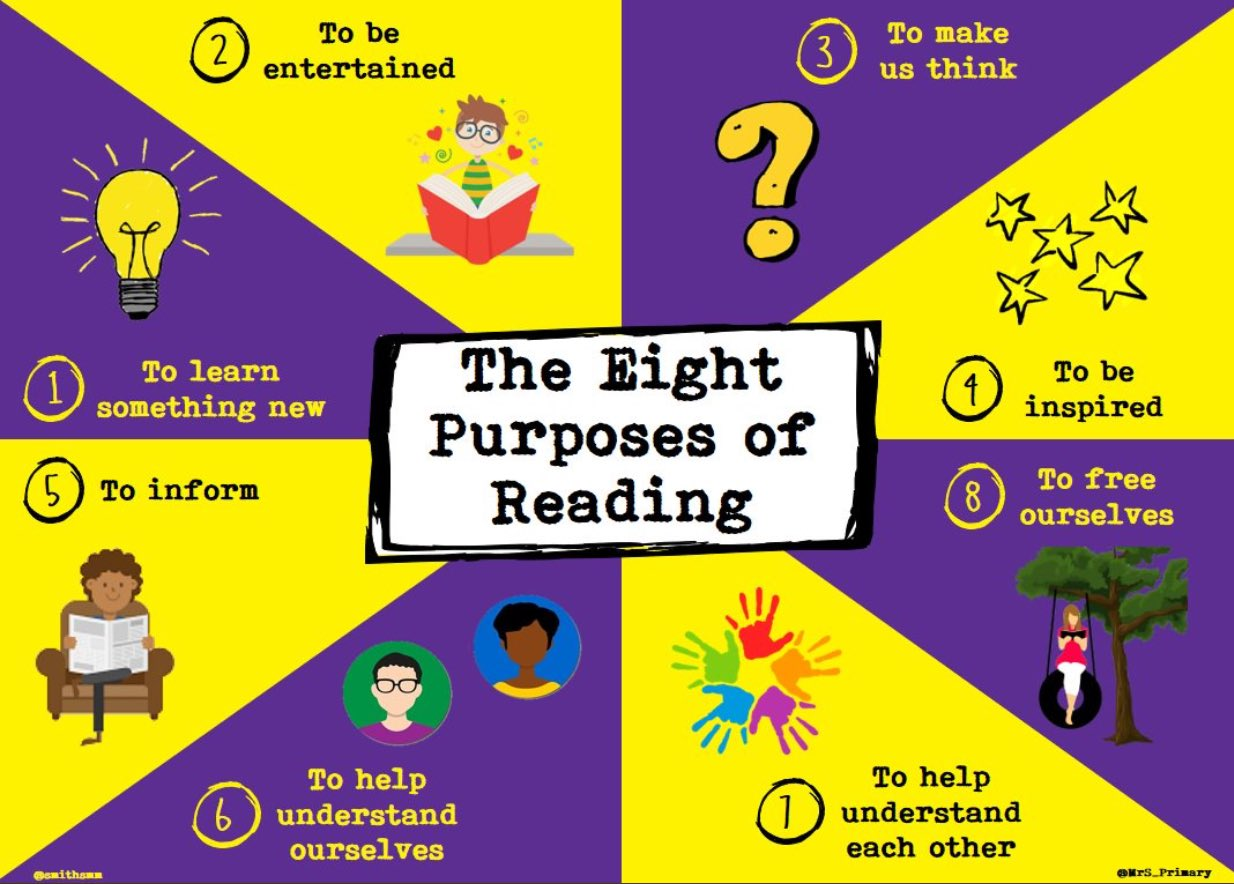 The Eight
Purposes of
Reading
1
To learn
something new
2
To be
entertained
3
To make
us think
4
To be
inspired
5
To inform
6
To help
understand
ourselves
7
To help
understand
each other
8
To free
ourselves
@smithsmm
@MrS_Primary